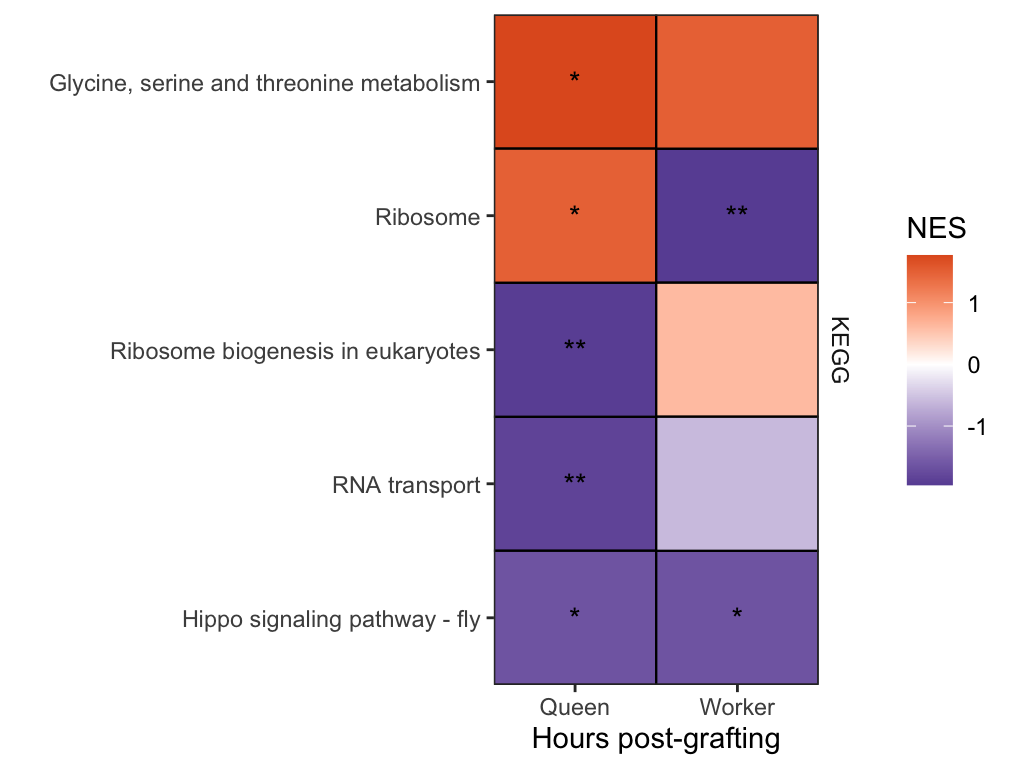 Glycine, serine and threonine metabolism
*
Ribosome
*
**
Ribosome biogenesis in eukaryotes
**
RNA transport
**
Hippo signaling pathway - fly
*
*
Queen
Worker
Hours post-grafting
KEGG
NES
1
0
-1